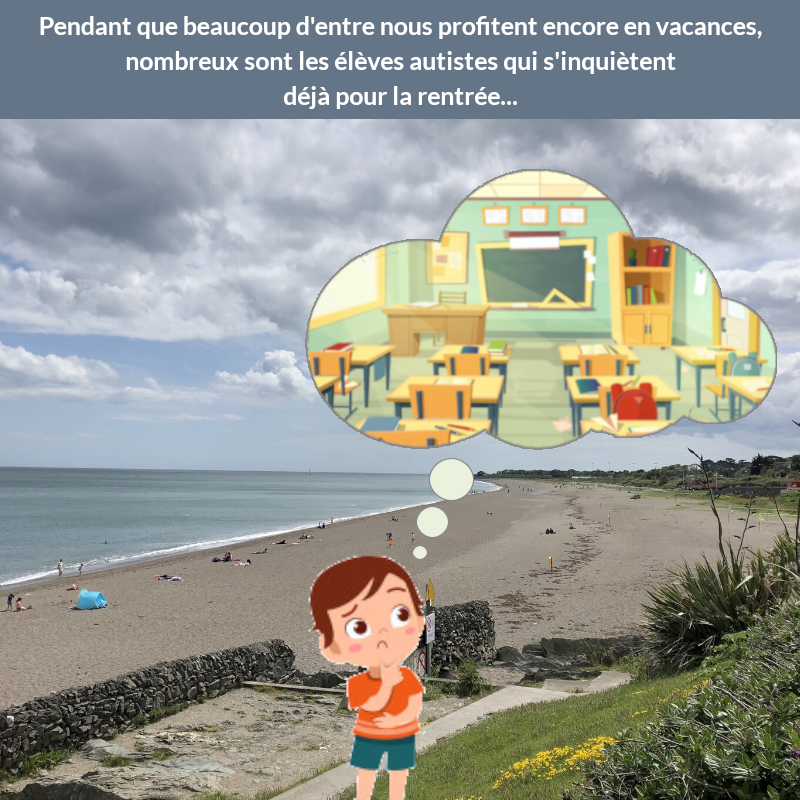 Pendant que beaucoup d'entre nous profitent encore en vacances,
nombreux sont les élèves autistes qui s'inquiètent
déjà pour la rentrée...